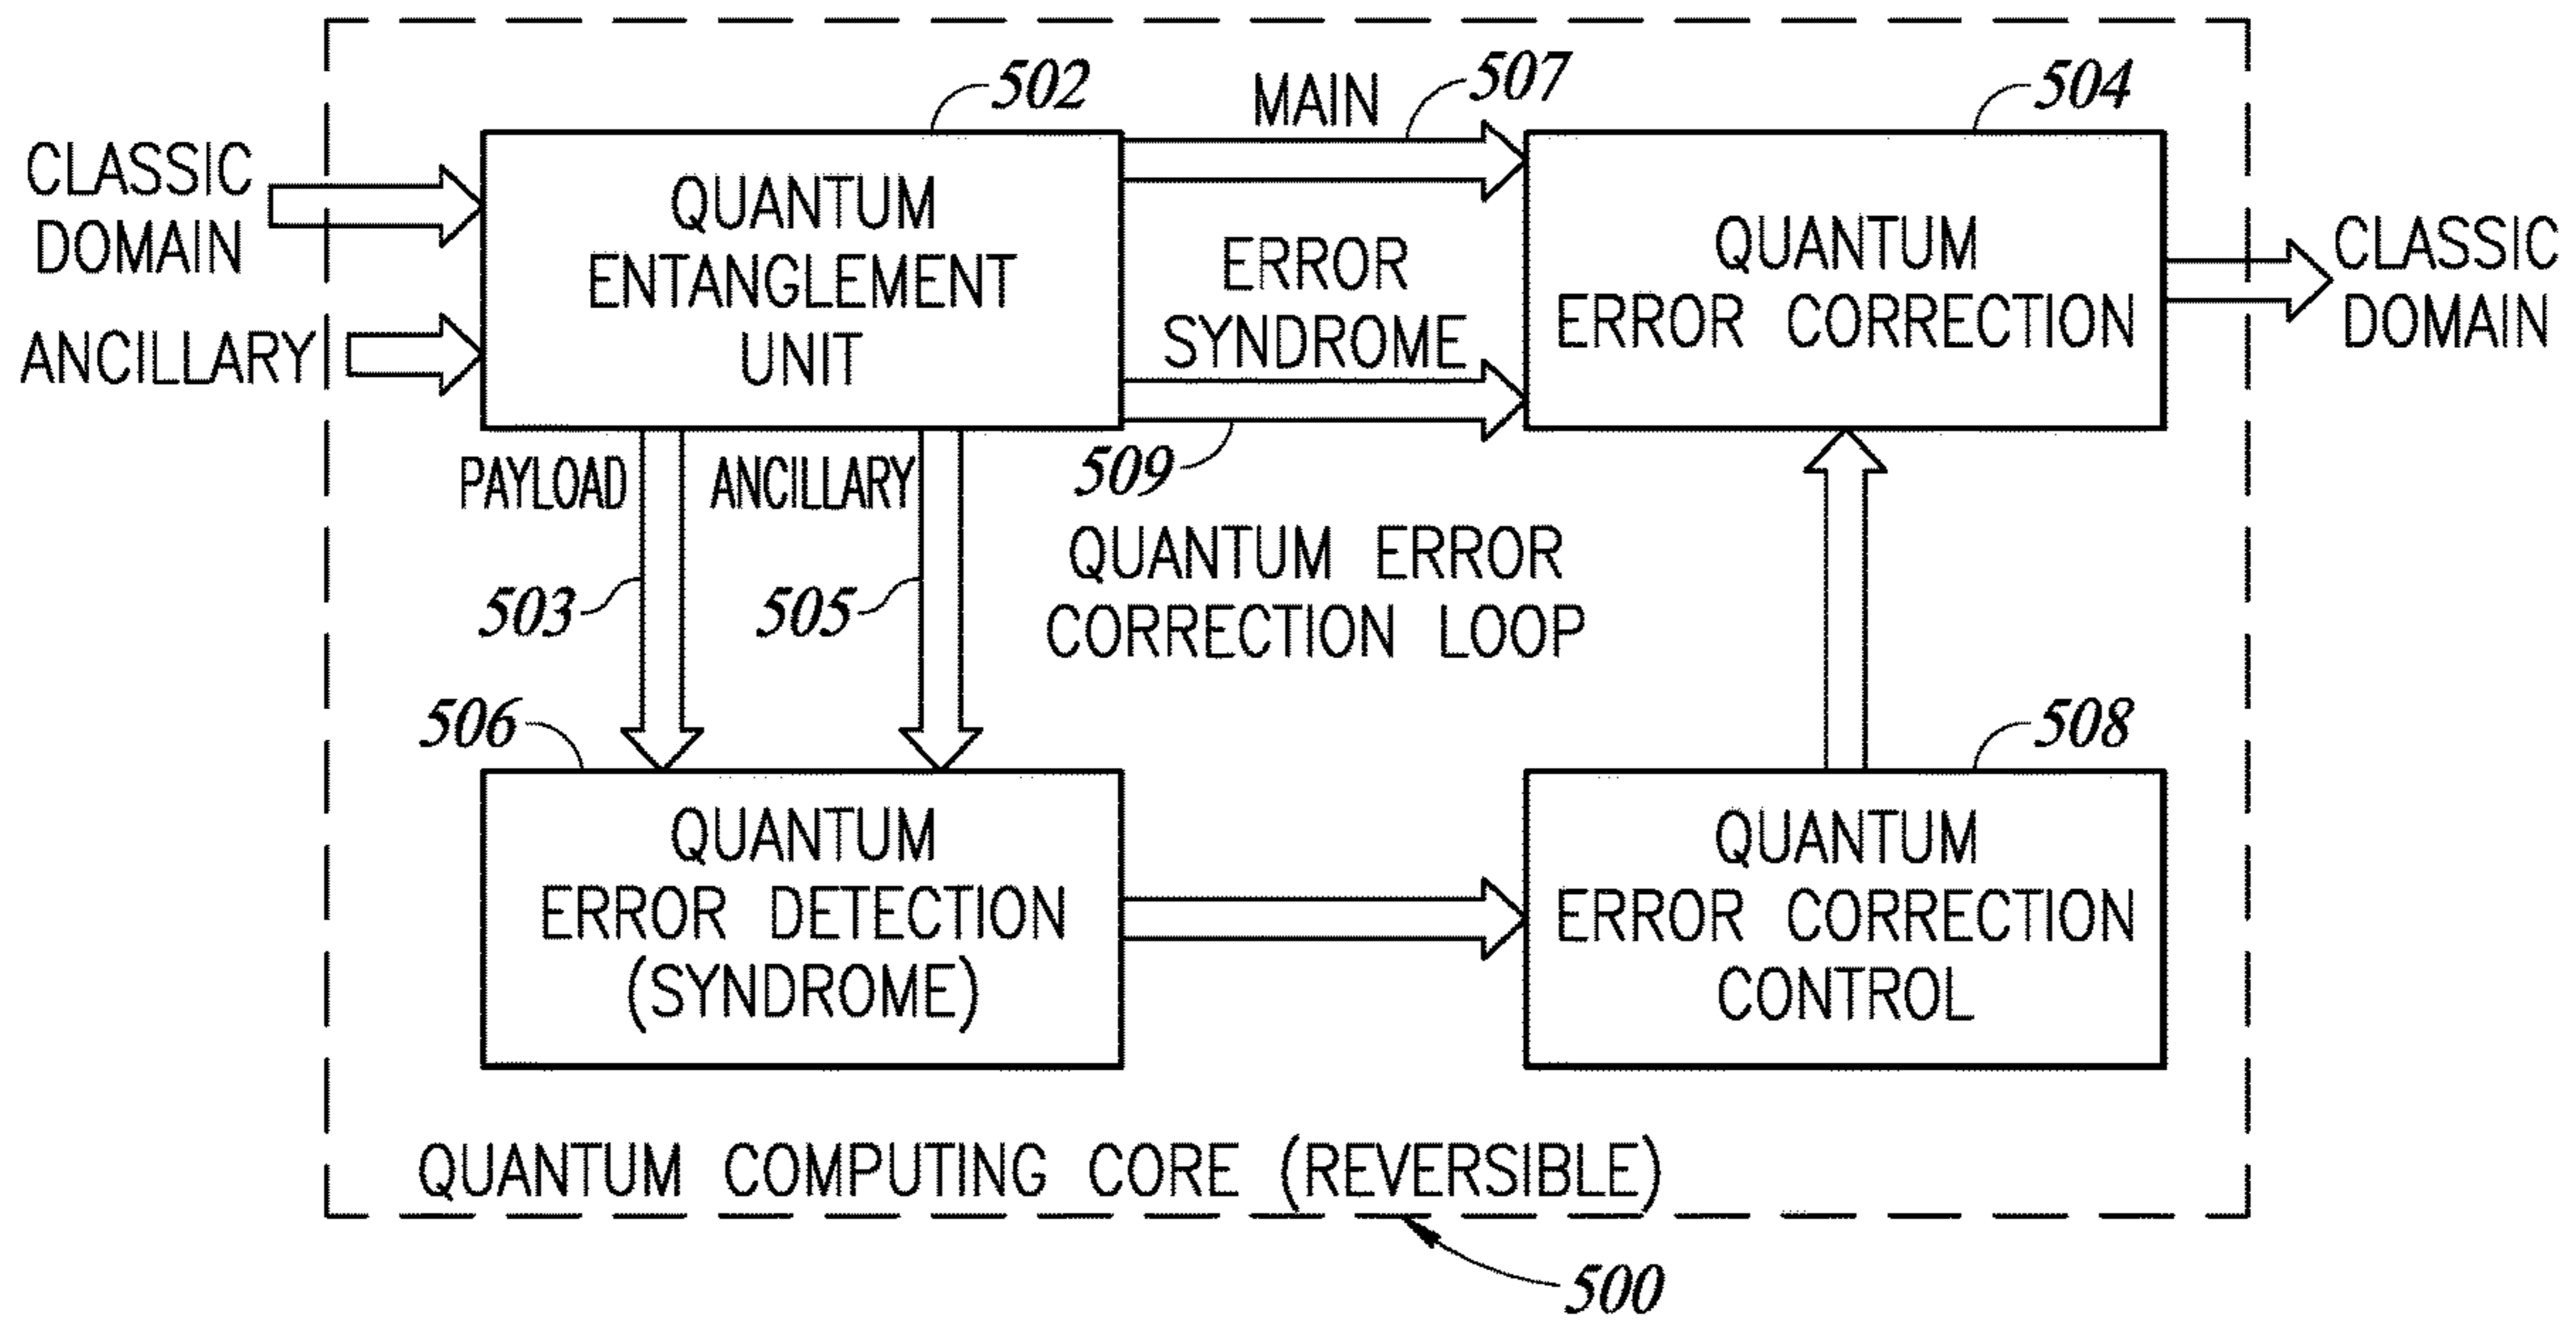 502
MAIN
507
504
CLASSIC
DOMAIN
ANCILLARY
QUANTUM
ENTANGLEMENT
UNIT
ERROR
SYNDROME
QUANTUM
ERROR CORRECTION
CLASSIC
DOMAIN
PAYLOAD
ANCILLARY
509
503
505
QUANTUM ERROR
CORRECTION LOOP
506
508
QUANTUM
ERROR DETECTION
(SYNDROME)
QUANTUM
ERROR CORRECTION
CONTROL
QUANTUM COMPUTING CORE (REVERSIBLE)
500